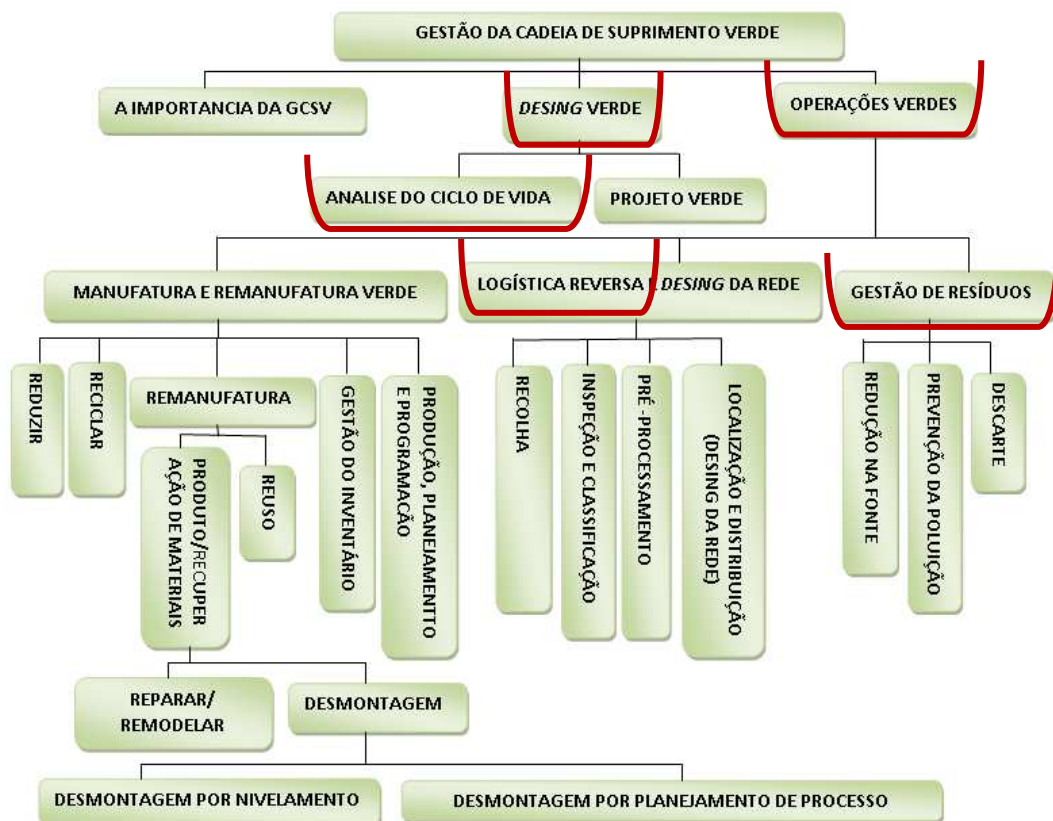 GESTÃO DA CADEIA DE SUPRIMENTO VERDE
A IMPORTANCIA DA GCSV
DESING VERDE
OPERAÇÕES VERDES
ANALISE DO CICLO DE VIDA
PROJETO VERDE
MANUFATURA E REMANUFATURA VERDE
LOGÍSTICA REVERSA E DESING DA REDE
GESTÃO DE RESÍDUOS
REDUZIR
RECICLAR
REMANUFATURA
GESTÃO DO INVENTÁRIO
PRODUÇÃO, PLANEJAMENTTO
E PROGRAMAÇÃO
RECOLHA
INSPEÇÃO E CLASSIFICAÇÃO
PRÉ -PROCESSAMENTO
LOCALIZAÇÃO E DISTRIBUIÇÃO
(DESING DA REDE)
REDUÇÃO NA FONTE
PREVENÇÃO DA POLUIÇÃO
DESCARTE
PRODUTO/RECUPER
AÇÃO DE MATERIAIS
REUSO
REPARAR/
REMODELAR
DESMONTAGEM
DESMONTAGEM POR NIVELAMENTO
DESMONTAGEM POR PLANEJAMENTO DE PROCESSO